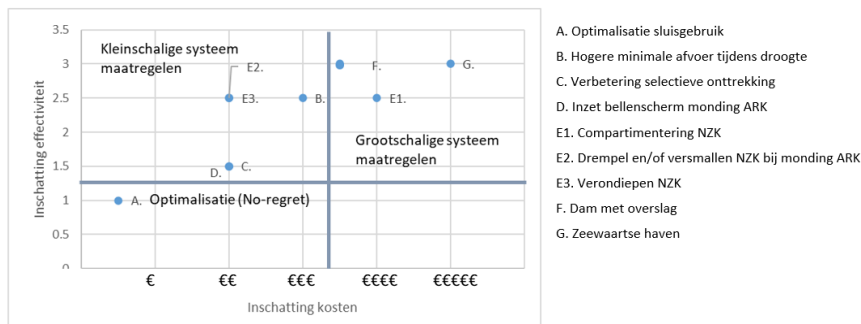 3.5
3
2.5
2
1.5
1
0.5
0
Inschatting effectiviteit
Kleinschalige systeem
maatregelen
E2.
E3.
B.
F.
G.
E1.
Grootschalige systeem
maatregelen
D.
C.
A.
Optimalisatie (No-regret)
€
€€
€€€
€€€€
€€€€€
Inschatting kosten
A. Optimalisatie sluisgebruik
B. Hogere minimale afvoer tijdens droogte
C. Verbetering selectieve onttrekking
D. Inzet bellenscherm monding ARK
E1. Compartimentering NZK
E2. Drempel en/of versmallen NZK bij monding ARK
E3. Verondiepen NZK
F. Dam met overslag
G. Zeewaartse haven